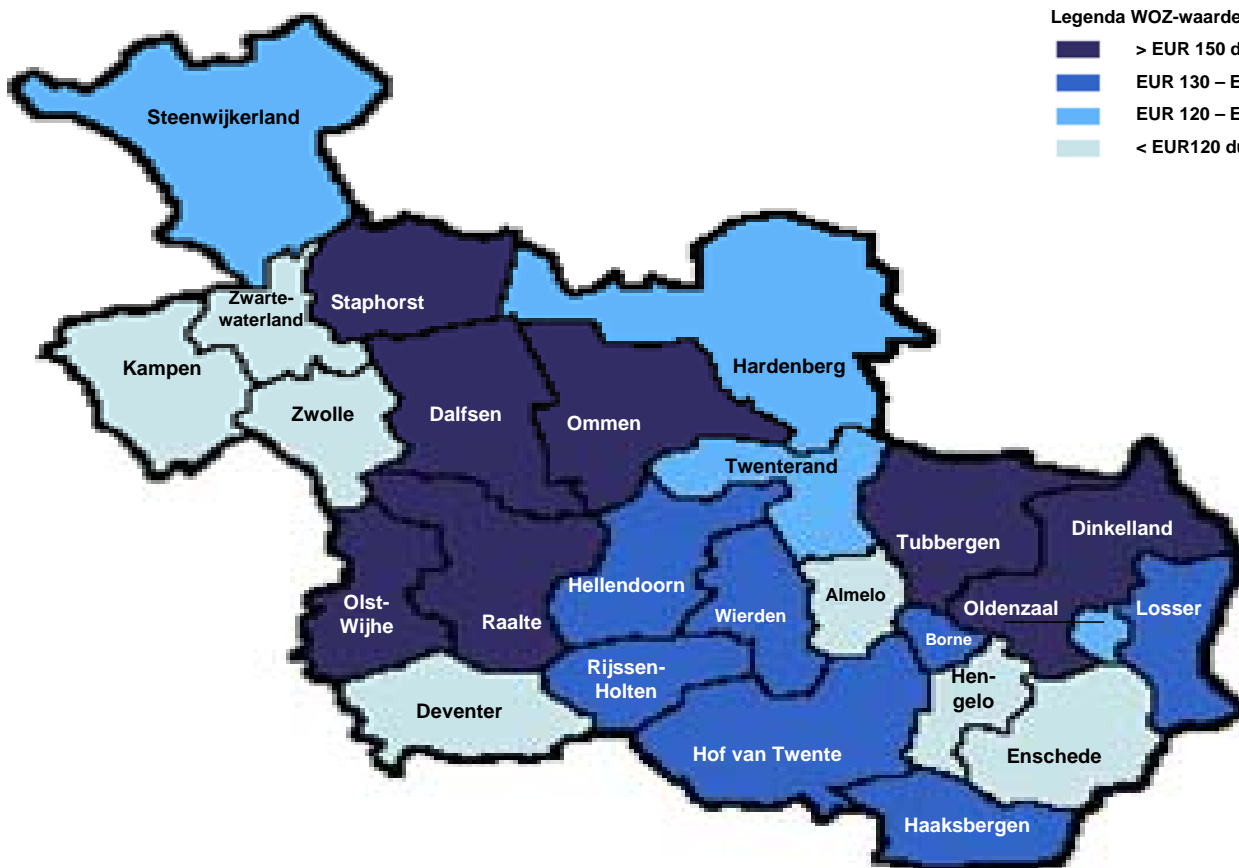 Legenda WOZ-waarde
> EUR 150 d
EUR 130 – E
EUR 120 – E
< EUR120 du
Steenwijkerland
Zwarte-
waterland
Staphorst
Kampen
Hardenberg
Zwolle
Dalfsen
Ommen
Twenterand
Dinkelland
Tubbergen
Hellendoorn
Almelo
Olst-
Wijhe
Raalte
Wierden
Oldenzaal
Losser
Borne
Rijssen-
Holten
Hen-
gelo
Deventer
Hof van Twente
Enschede
Haaksbergen